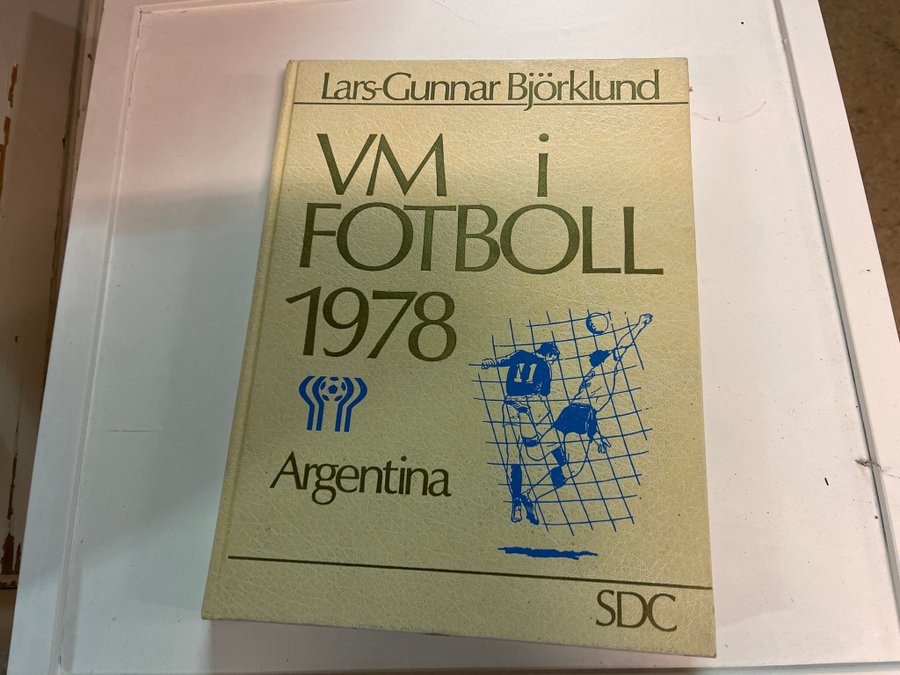 Lars-Gunnar Björklund
VM i
FOTBOLL
1978
11
Argentina
SDC